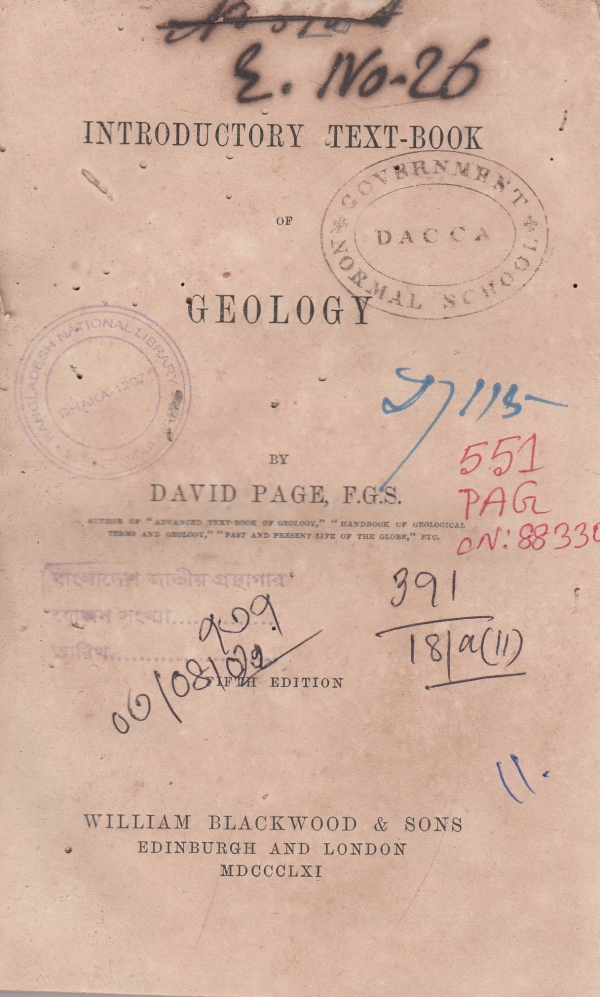 E. No-26
INTRODUCTORY TEXT-BOOK
OF
GOVERNMENT
DACCA
NORMAL SCHOOL
GEOLOGY
BANGLADESH NATIONAL LIBRARY
DHAKA-1207
BY
DAVID PAGE, F.G.S.
551
PAG
AUTHOR OF "ADVANCED TEXT-BOOK OF GEOLOGY," "HANDBOOK OF GEOLOGICAL
TERMS AND GEOLOGY," "PAST AND PRESENT LIFE OF THE GLOBE," ETC.
বাংলাদেশ জাতীয় গ্রন্থাগার
391
সংখ্যা..............
18/a(11)
তারিখ..............
FIFTH EDITION
11.
WILLIAM BLACKWOOD & SONS
EDINBURGH AND LONDON
MDCCCLXI